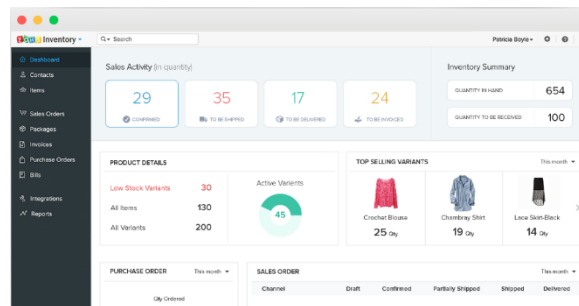 ZOHO Inventory
Search
Patricia Boyle
Dashboard
Contacts
Items
Sales Orders
Packages
Invoices
Purchase Orders
Bills
Integrations
Reports
Sales Activity (in quantity)
29
CONFIRMED
35
TO BE SHIPPED
17
TO BE DELIVERED
24
TO BE INVOICED
Inventory Summary
QUANTITY IN HAND 654
QUANTITY TO BE RECEIVED 100
PRODUCT DETAILS
Low Stock Variants 30
All Items 130
All Variants 200
Active Varients
45
TOP SELLING VARIANTS This month
Crochet Blouse
25 Qty
Chambray Shirt
19 Qty
Lace Skirt-Black
14 Qty
PURCHASE ORDER This month
Qty Ordered
SALES ORDER This month
Channel Draft Confirmed Partially Shipped Shipped Delivered